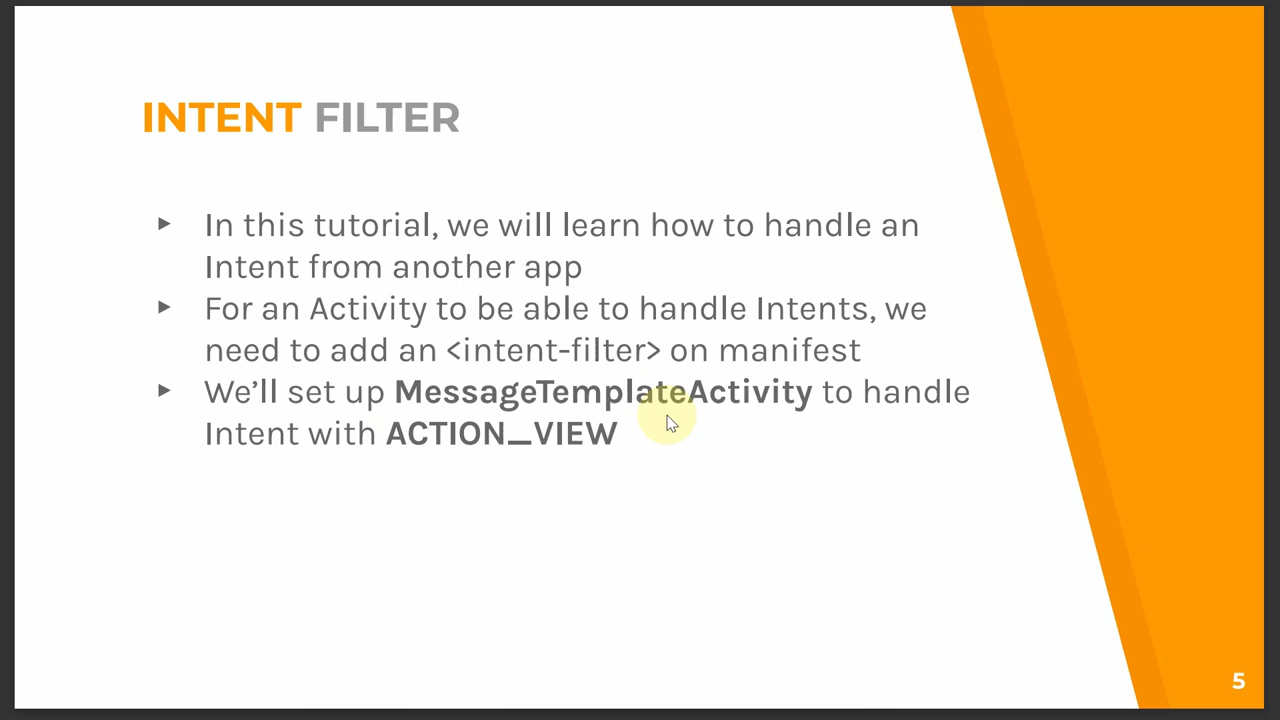 INTENT FILTER
▸ In this tutorial, we will learn how to handle an
Intent from another app
▸ For an Activity to be able to handle Intents, we
need to add an <intent-filter> on manifest
▸ We’ll set up MessageTemplateActivity to handle
Intent with ACTION_VIEW
5